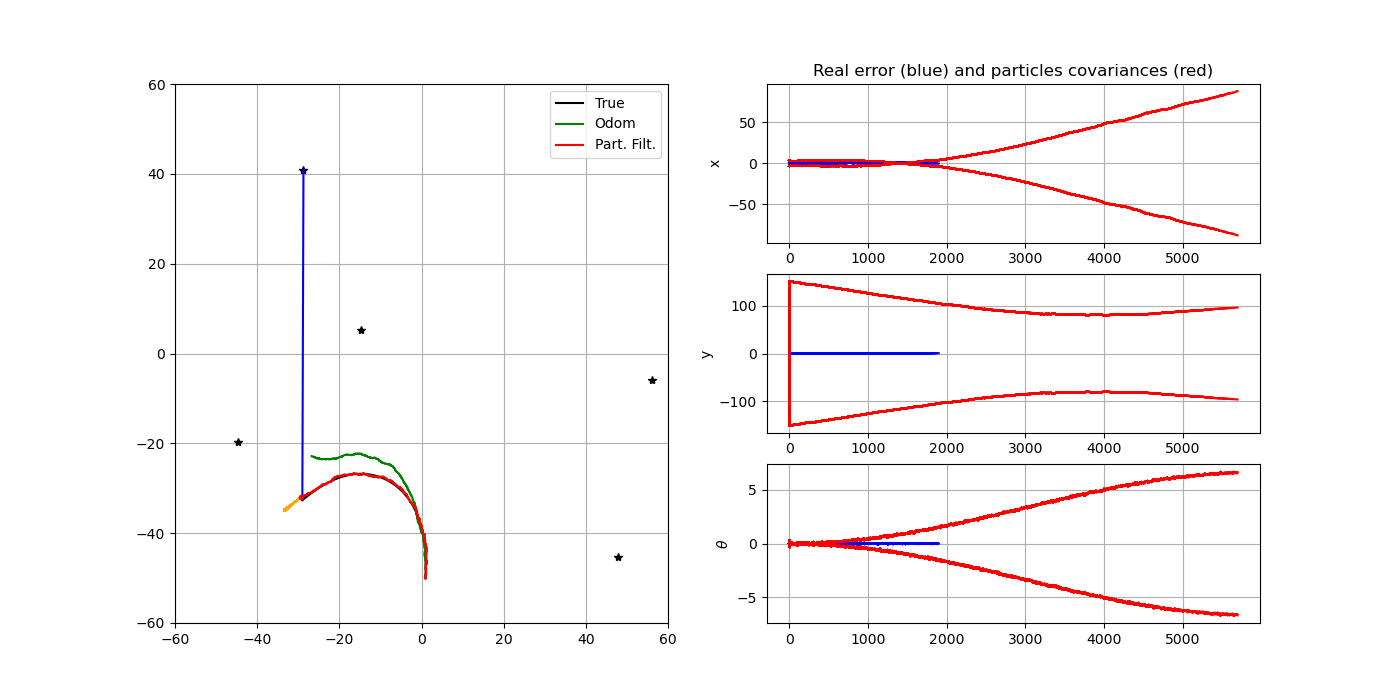 60
40
20
0
−20
−40
−60
−60 −40 −20 0 20 40 60
True
Odom
Part. Filt.
Real error (blue) and particles covariances (red)
x
50
0
−50
0 1000 2000 3000 4000 5000
y
100
0
−100
0 1000 2000 3000 4000 5000
θ
5
0
−5
0 1000 2000 3000 4000 5000